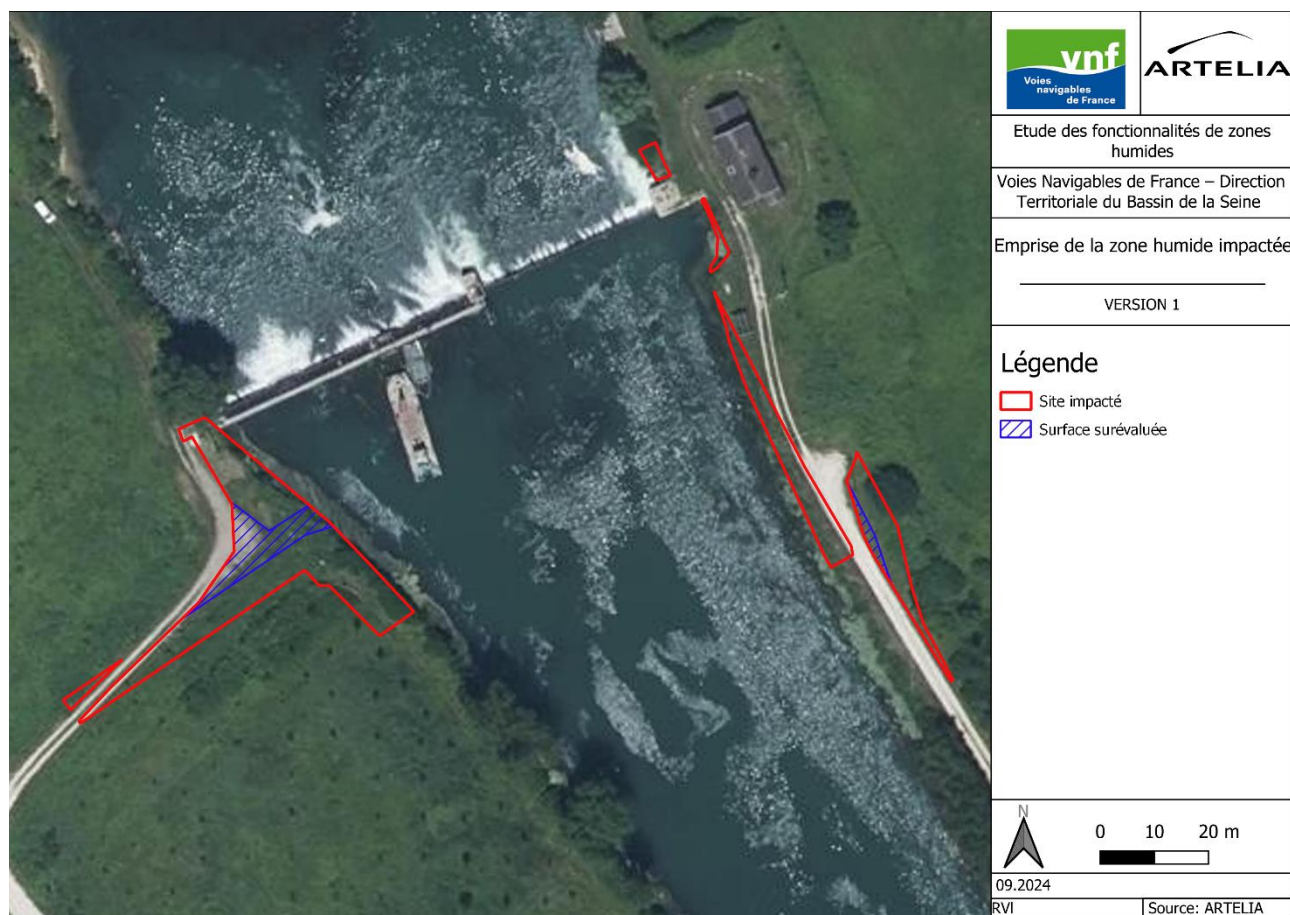 vnf
Voies
navigables
de France
ARTELIA
Etude des fonctionnalités de zones
humides
Voies Navigables de France – Direction
Territoriale du Bassin de la Seine
Emprise de la zone humide impactée
VERSION 1
Légende
Site impacté
Surface surévaluée
N
0 10 20 m
09.2024
RVI
Source: ARTELIA